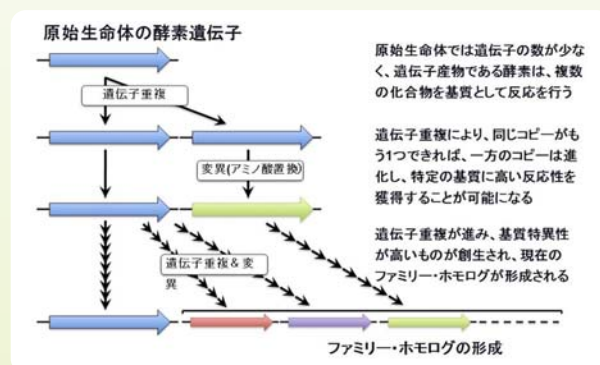 原始生命体の酵素遺伝子
遺伝子重複
変異(アミノ酸置換)
遺伝子重複 & 変
異
ファミリー・ホモログの形成
原始生命体では遺伝子の数が少な
く、遺伝子産物である酵素は、複数
の化合物を基質として反応を行う
遺伝子重複により、同じコピーがも
う1つできれば、一方のコピーは進
化し、特定の基質に高い反応性を
獲得することが可能になる
遺伝子重複が進み、基質特異性
が高いものが創生され、現在の
ファミリー・ホモログが形成される